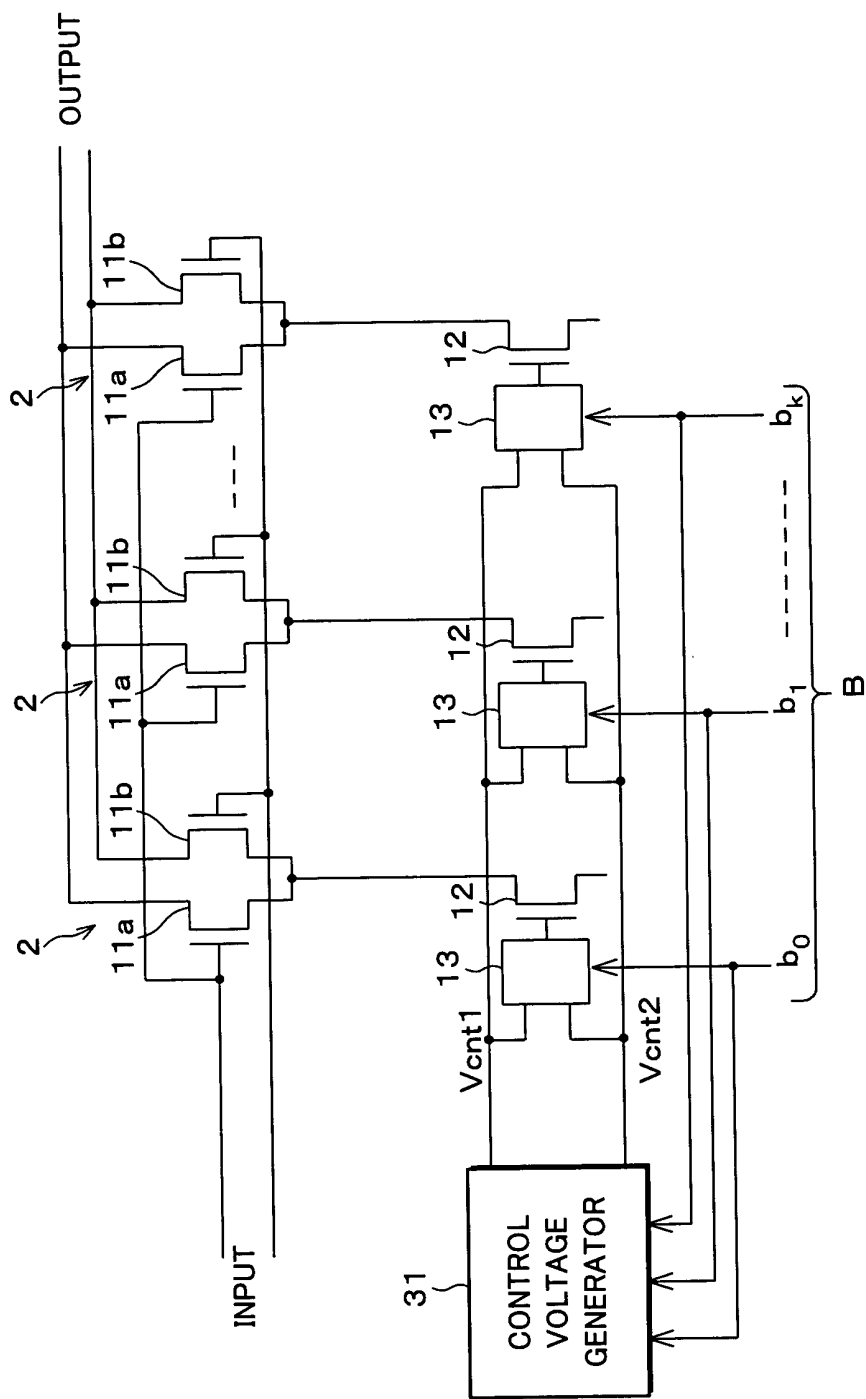 OUTPUT
2
2
2
11a
11b
11a
11b
11a
11b
INPUT
12
12
12
13
13
13
Vcnt1
Vcnt2
31
CONTROL
VOLTAGE
GENERATOR
b0
b1
bk
B